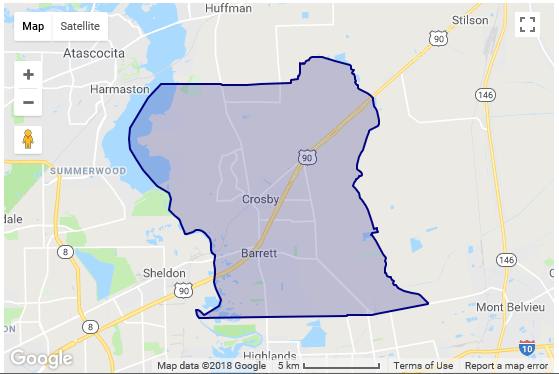 Huffman
Stilson
Map Satellite
90
Atascocita
Harmaston
146
+
−
90
SUMMERWOOD
Crosby
dale
8
Barrett
146
Sheldon
90
Mont Belvieu
8
10
Highlands
Google
Map data ©2018 Google 5 km Terms of Use Report a map error